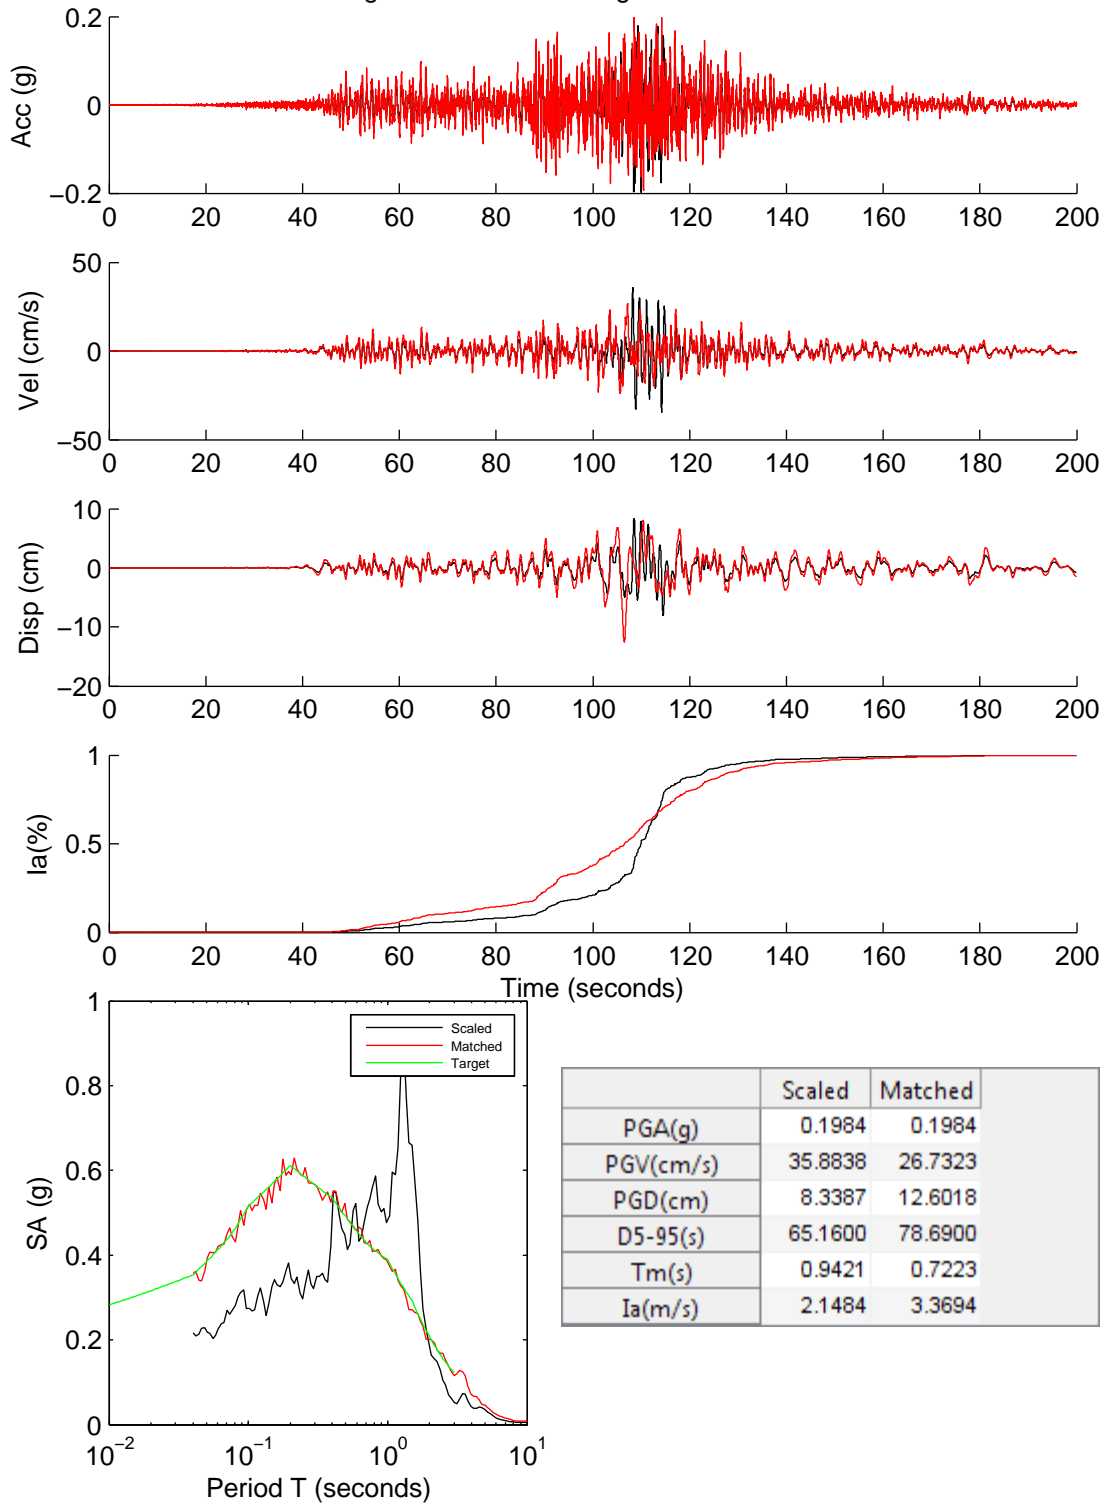 0.2
0
−0.2
Acc (g)
0 20 40 60 80 100 120 140 160 180 200
50
0
−50
Vel (cm/s)
0 20 40 60 80 100 120 140 160 180 200
10
0
−10
−20
Disp (cm)
0 20 40 60 80 100 120 140 160 180 200
1
0.5
0
Ia(%)
0 20 40 60 80 100 120 140 160 180 200
Time (seconds)
1
0.8
0.6
0.4
0.2
0
SA (g)
Scaled
Matched
Target
10^-2 10^-1 10^0 10^1
Period T (seconds)
Scaled Matched
PGA(g) 0.1984 0.1984
PGV(cm/s) 35.8838 26.7323
PGD(cm) 8.3387 12.6018
D5-95(s) 65.1600 78.6900
Tm(s) 0.9421 0.7223
Ia(m/s) 2.1484 3.3694